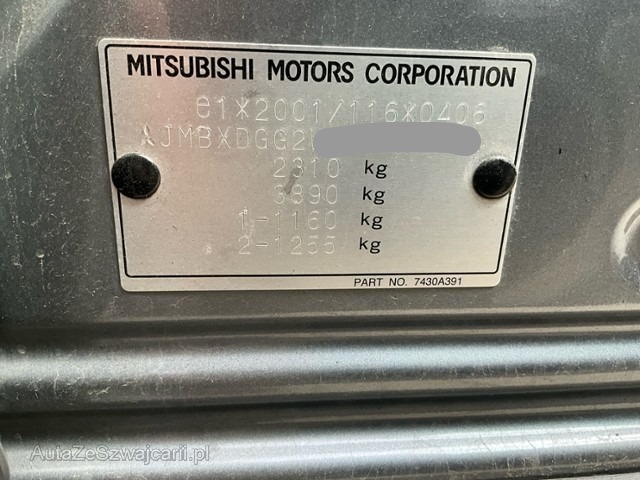 MITSUBISHI MOTORS CORPORATION
e1*2001/116*0406
*JMBXDGG2
2310 kg
3890 kg
1-1160 kg
2-1255 kg
PART NO. 7430A391
AutaZeSzwajcarii.pl